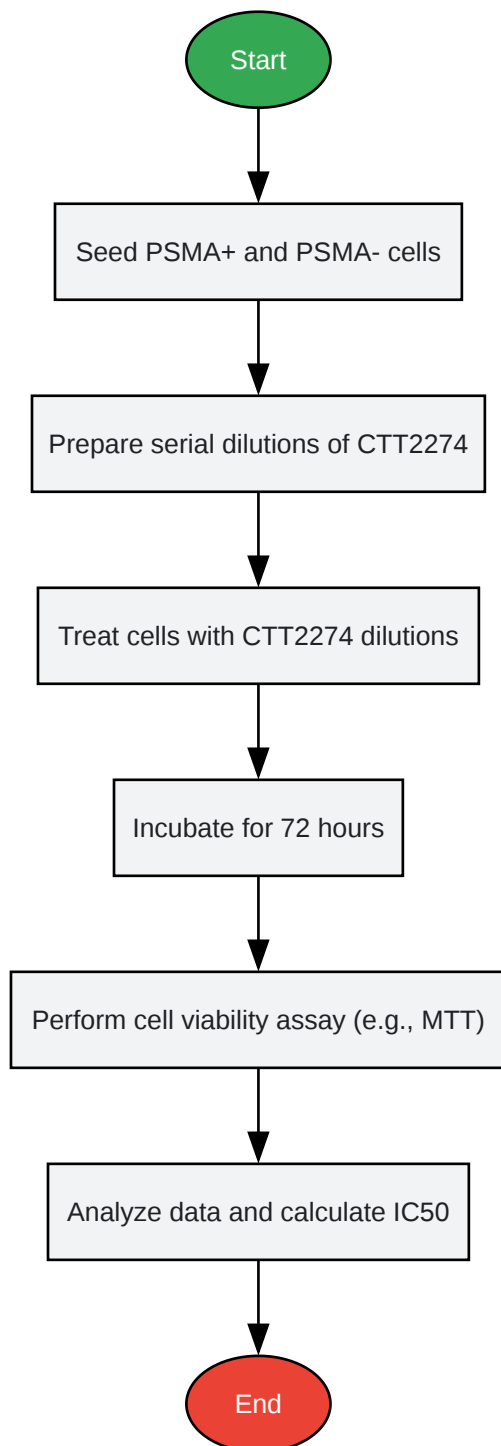 Start
Seed PSMA+ and PSMA- cells
Prepare serial dilutions of CTT2274
Treat cells with CTT2274 dilutions
Incubate for 72 hours
Perform cell viability assay (e.g., MTT)
Analyze data and calculate IC50
End